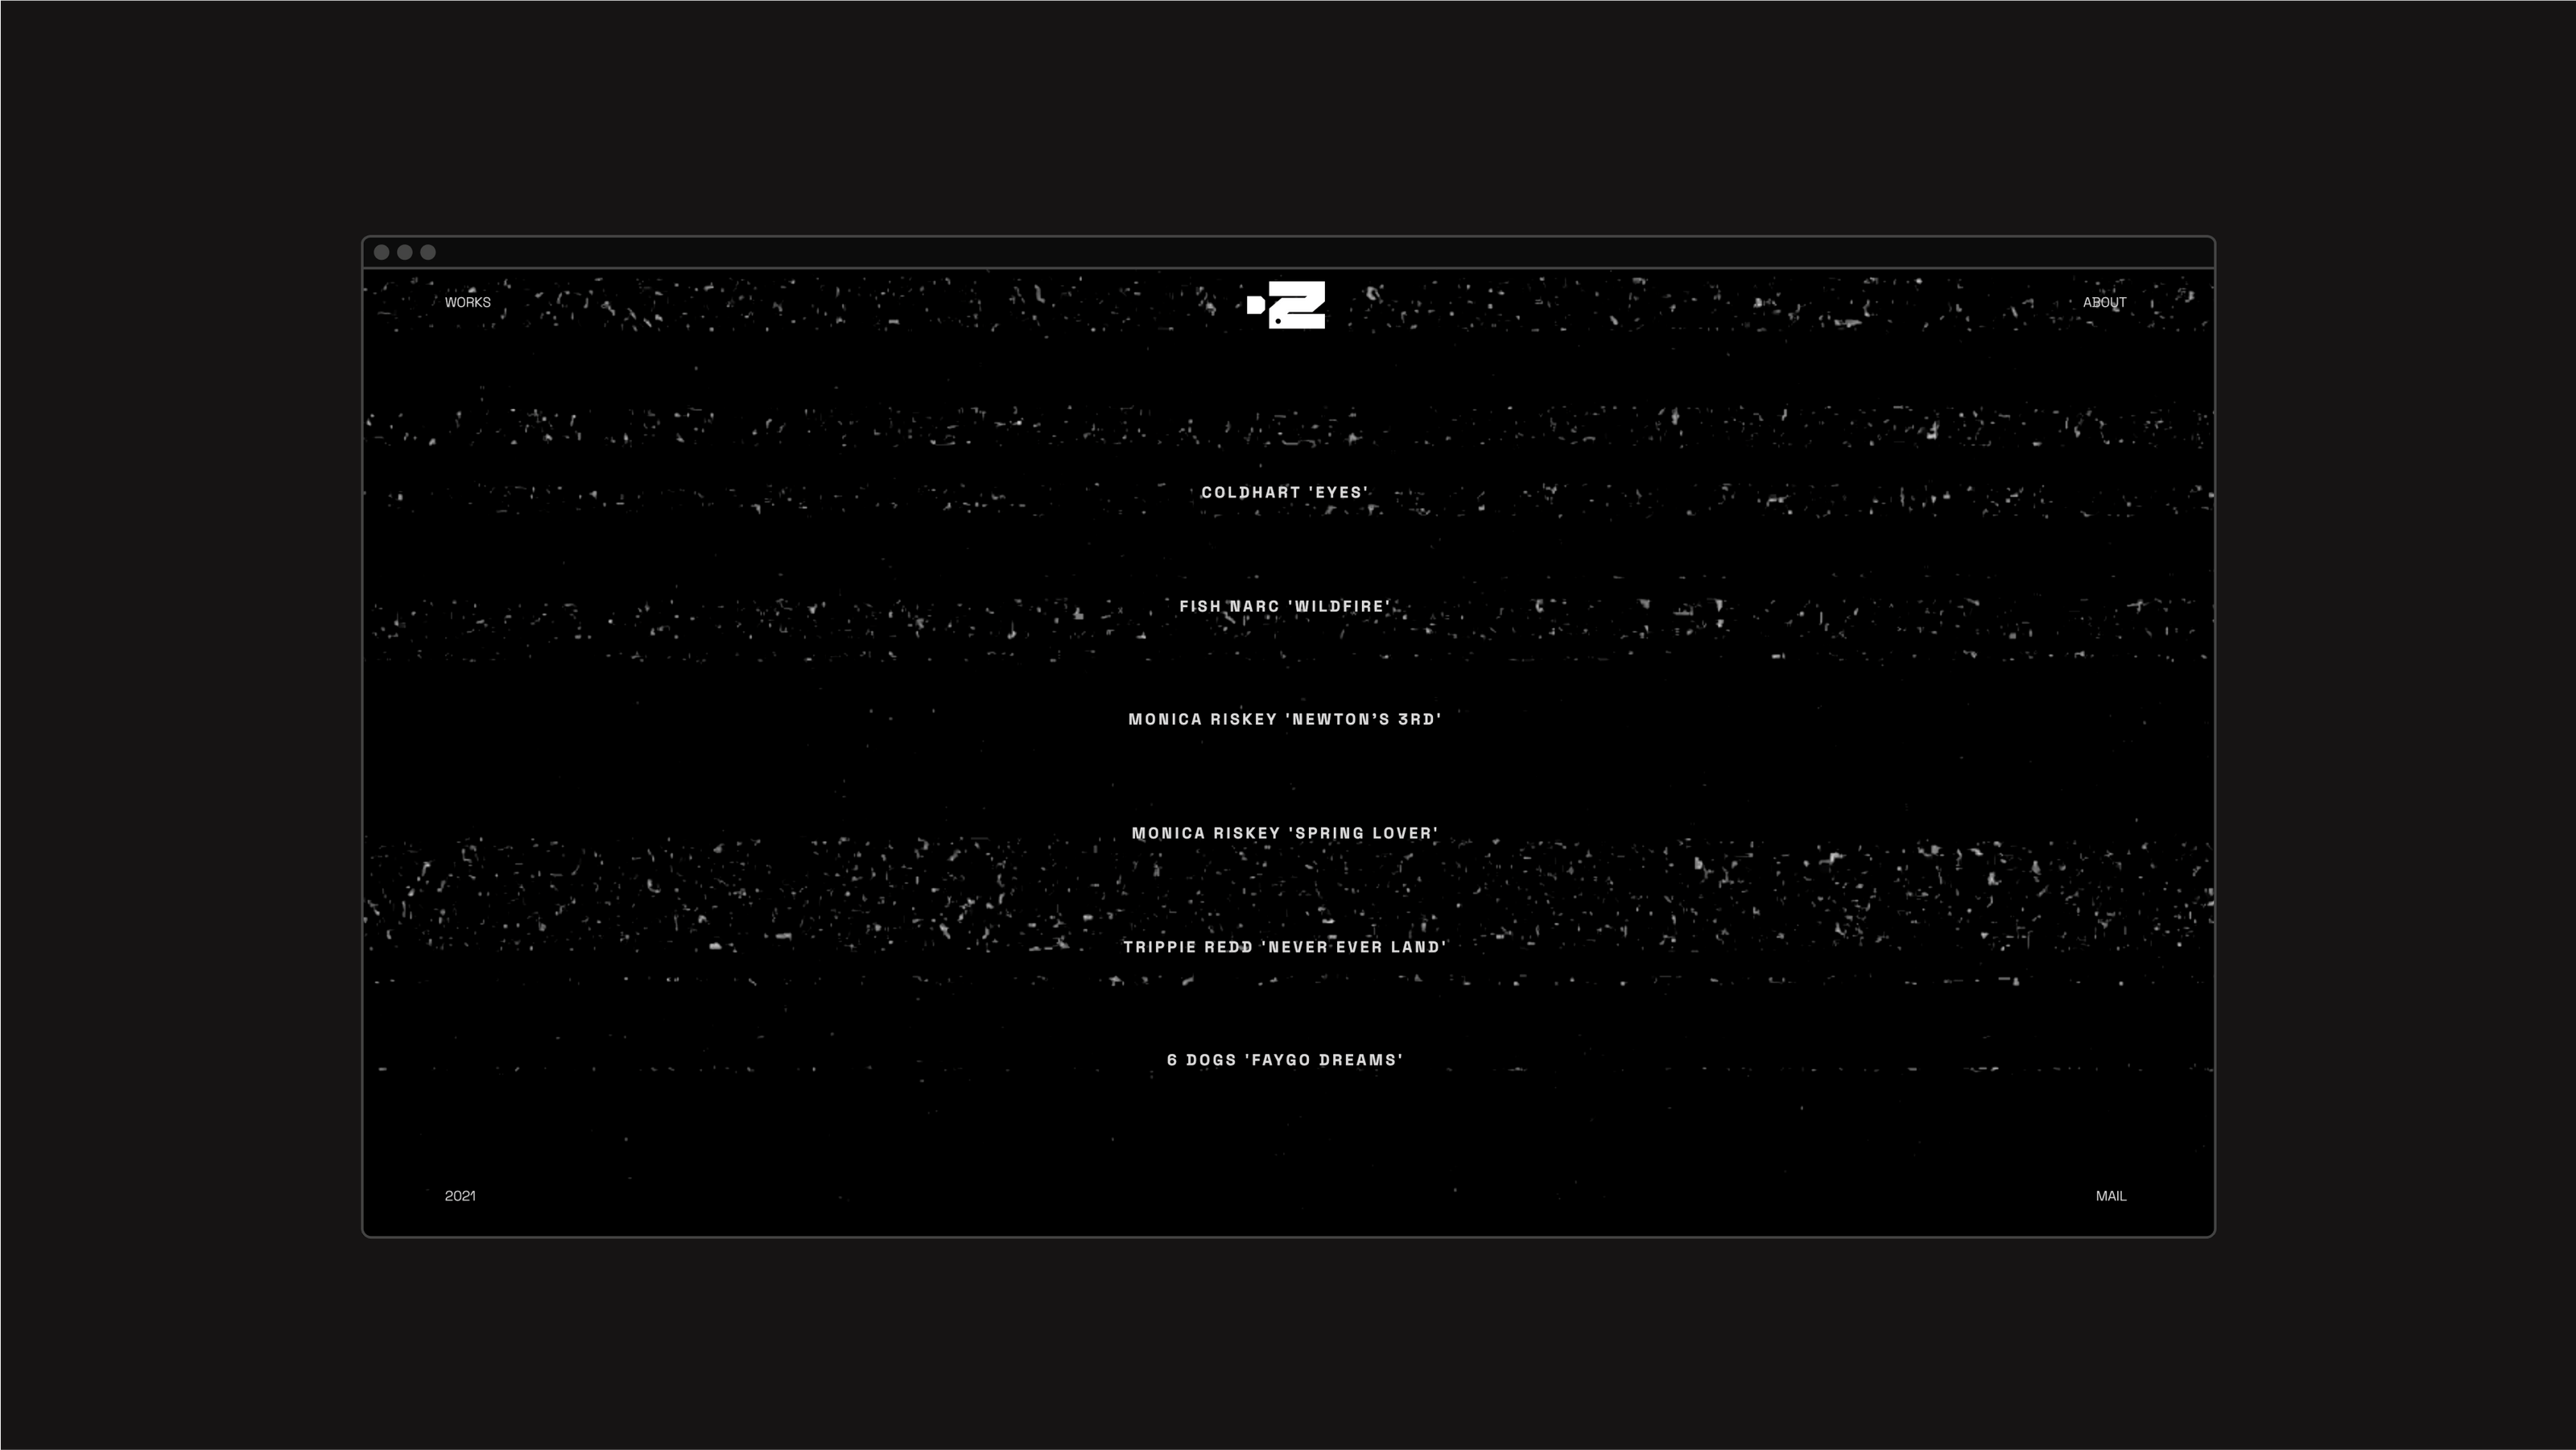 WORKS
Z
ABOUT
COLDHART 'EYES'
FISH NARC 'WILDFIRE'
MONICA RISKEY 'NEWTON’S 3RD'
MONICA RISKEY 'SPRING LOVER'
TRIPPIE REDD 'NEVER EVER LAND'
6 DOGS 'FAYGO DREAMS'
2021
MAIL